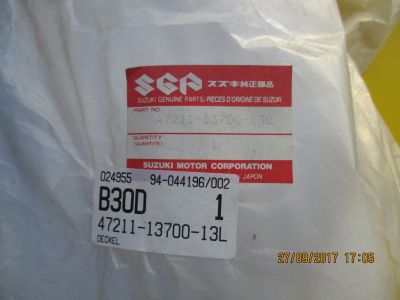 SGP スズキ純正部品
SUZUKI GENUINE PARTS/PIECES D'ORIGINE DE SUZUKI
PART NO.
47211-13700-13L
QUANTITY
(QUANTITE)
1
SUZUKI MOTOR CORPORATION
JAPAN
024955 94-044196/002
B30D 1
47211-13700-13L
DECKEL
27/09/2017 17:05